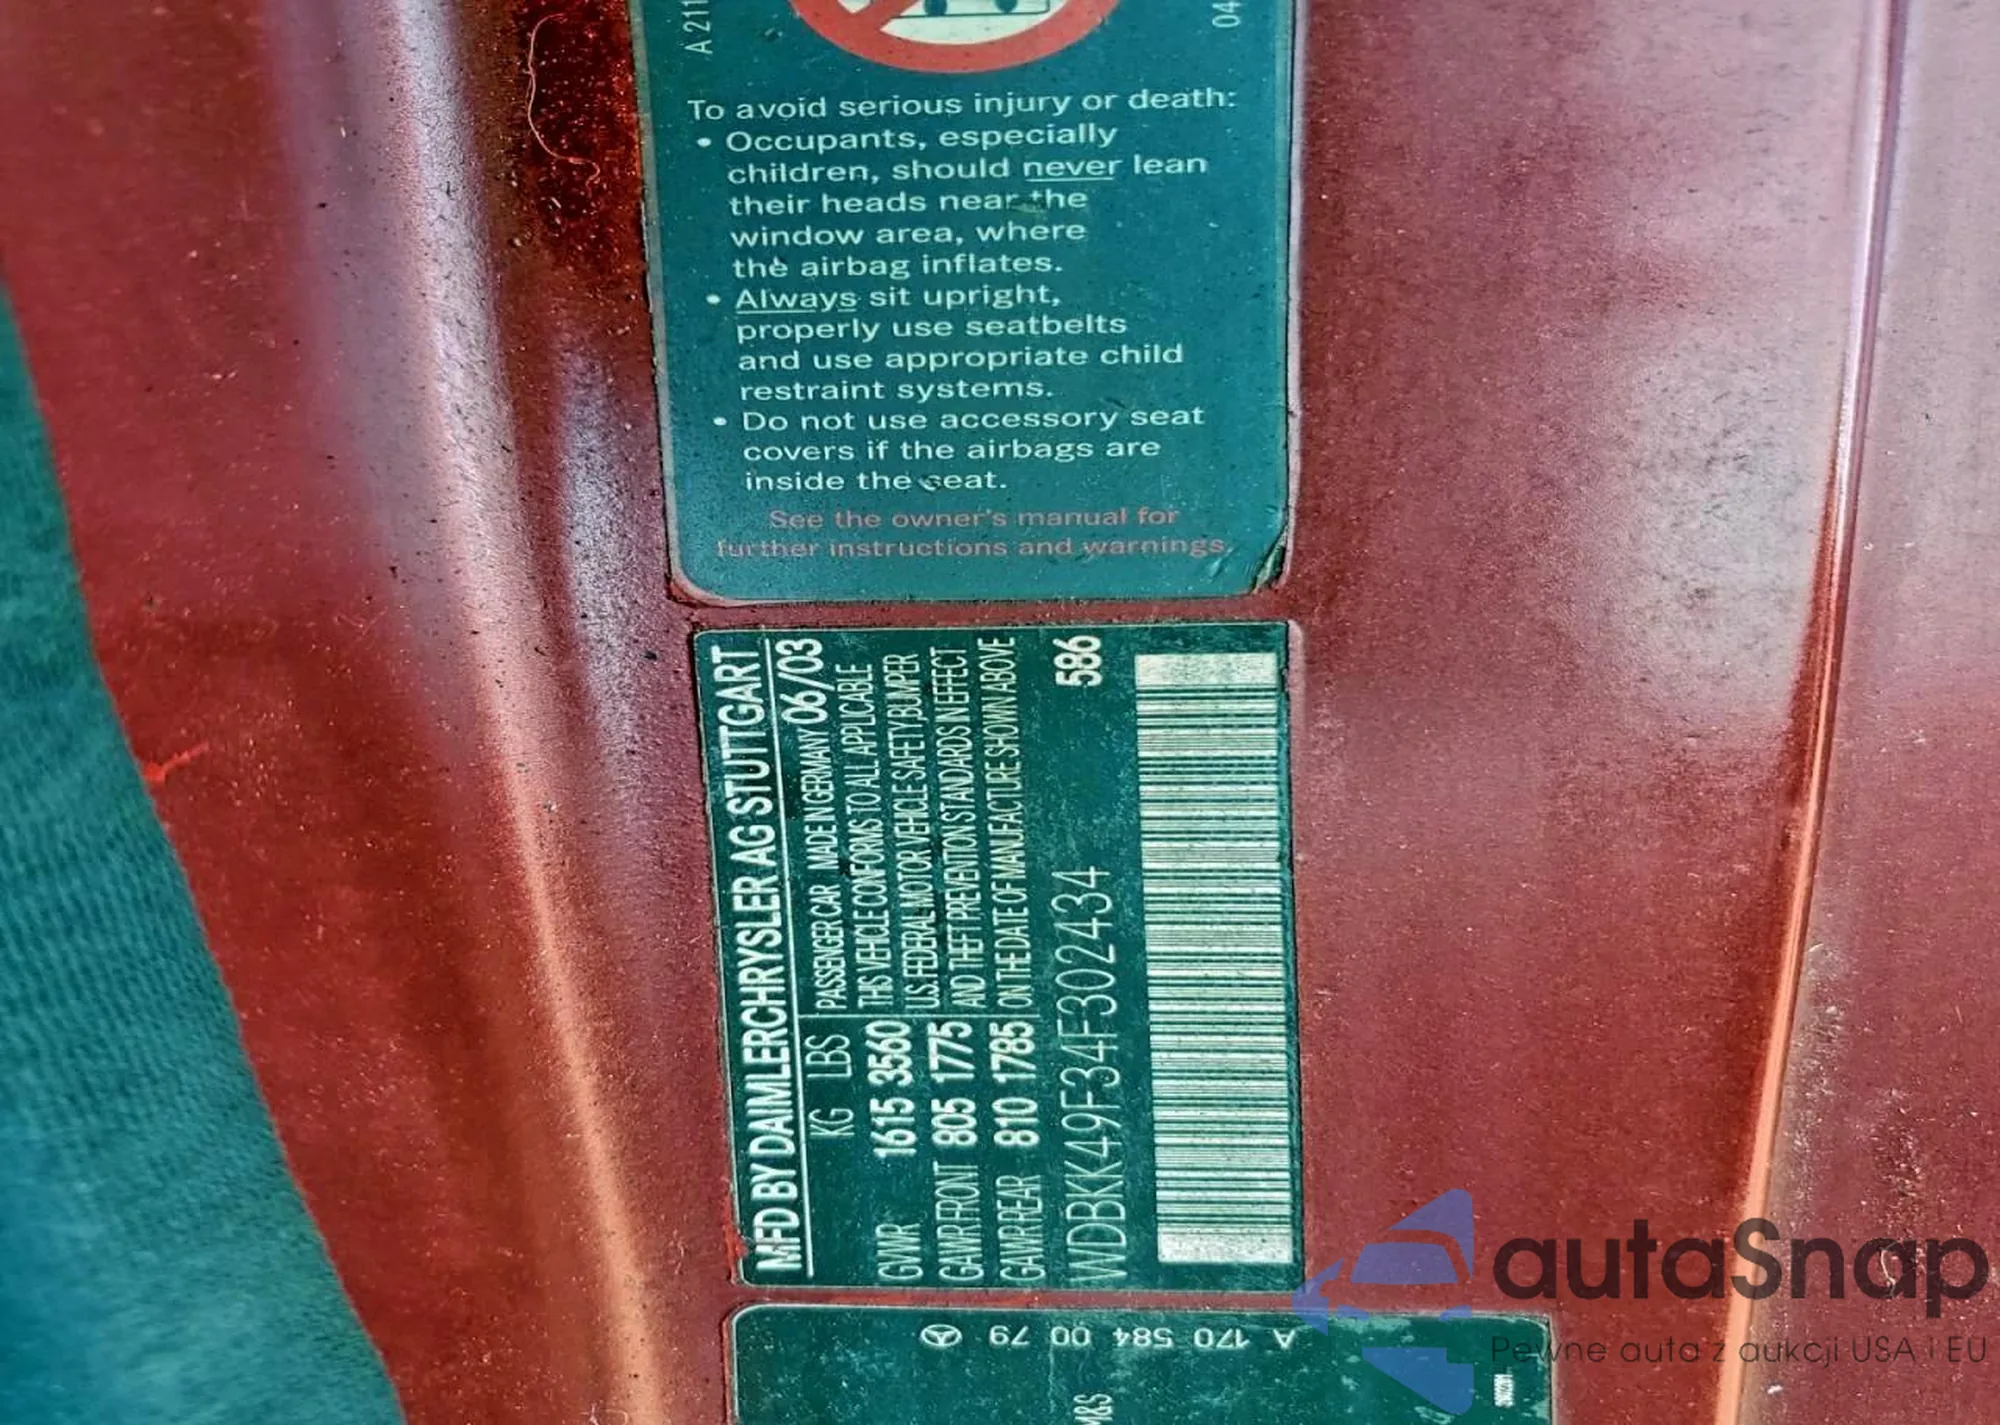 A 211
04
To avoid serious injury or death:
• Occupants, especially
children, should never lean
their heads near the
window area, where
the airbag inflates.
• Always sit upright,
properly use seatbelts
and use appropriate child
restraint systems.
• Do not use accessory seat
covers if the airbags are
inside the seat.
See the owner's manual for
further instructions and warnings.
MFD BY DAIMLERCHRYSLER AG STUTTGART
KG LBS PASSENGER CAR MADE IN GERMANY 06/03
GVWR 1615 3560 THIS VEHICLE CONFORMS TO ALL APPLICABLE
U.S. FEDERAL MOTOR VEHICLE SAFETY, BUMPER
GAWR FRONT 805 1775 AND THEFT PREVENTION STANDARDS IN EFFECT
GAWR REAR 810 1785 ON THE DATE OF MANUFACTURE SHOWN ABOVE
WDBKK49F34F302434 586
A 170 584 00 79
M&S
autaSnap
Pewne auta z aukcji USA i EU